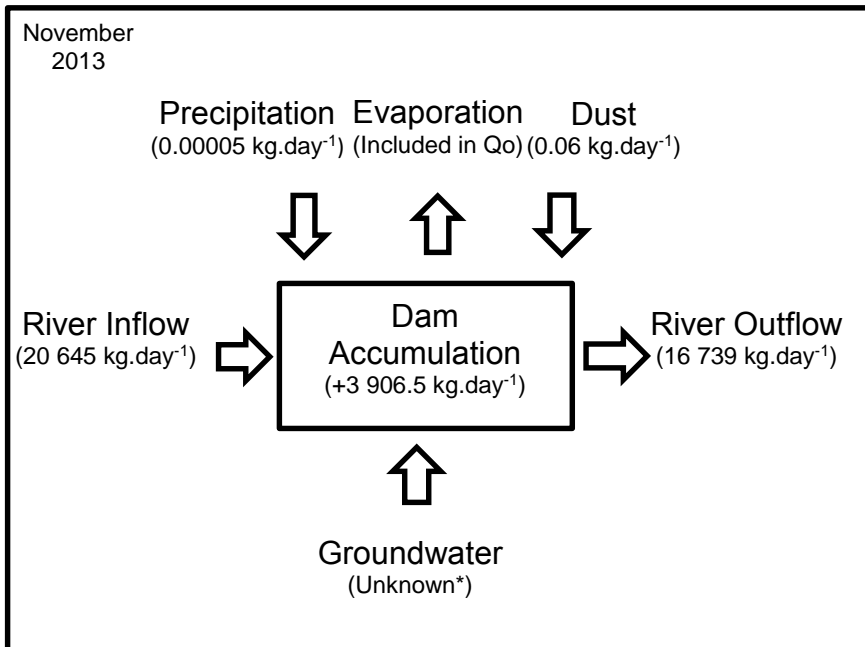 November
2013
Precipitation
(0.00005 kg.day⁻¹)
Evaporation
(Included in Qo)
Dust
(0.06 kg.day⁻¹)
River Inflow
(20 645 kg.day⁻¹)
Dam
Accumulation
(+3 906.5 kg.day⁻¹)
River Outflow
(16 739 kg.day⁻¹)
Groundwater
(Unknown*)